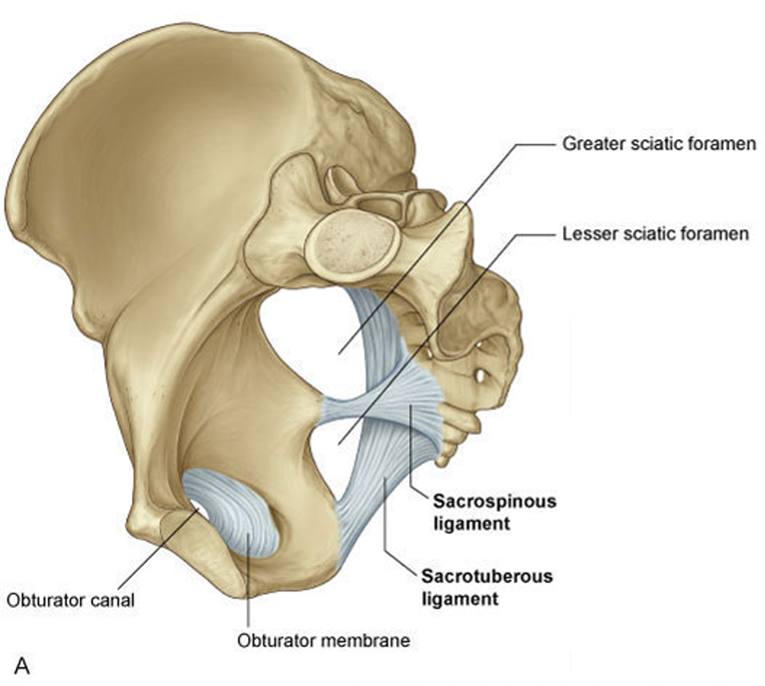 Greater sciatic foramen
Lesser sciatic foramen
Sacrospinous
ligament
Sacrotuberous
ligament
Obturator canal
Obturator membrane
A